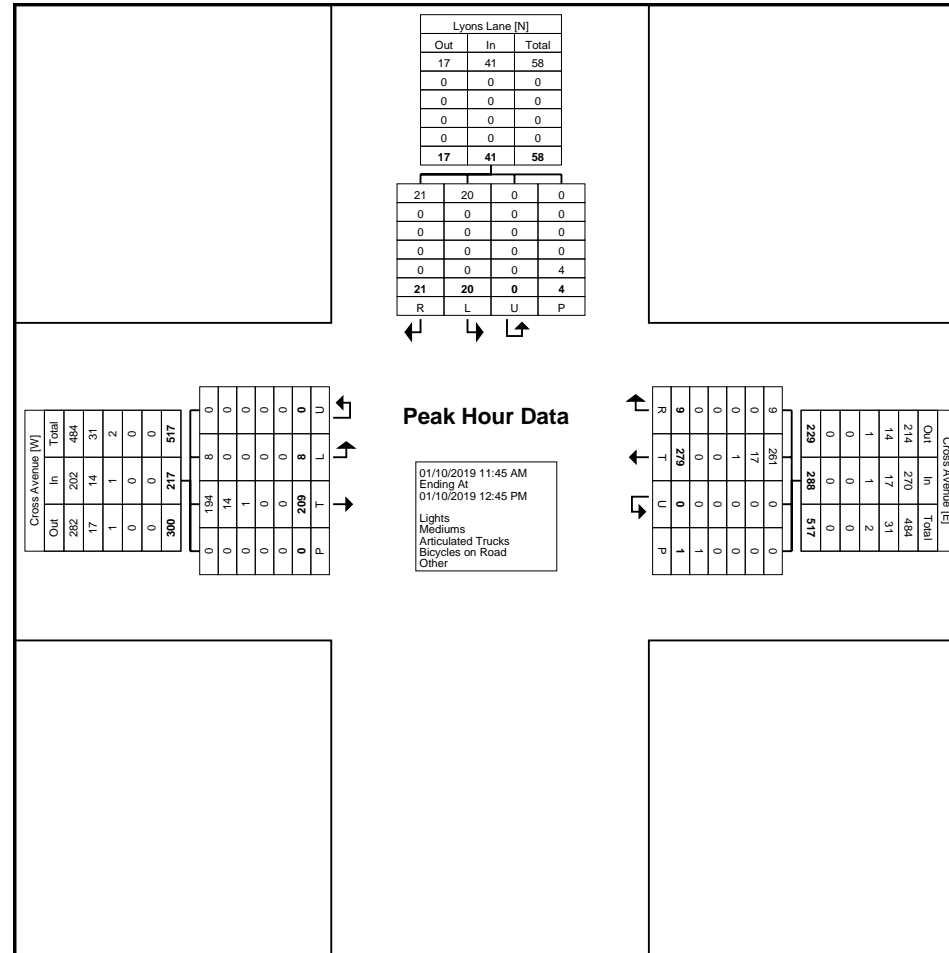 Lyons Lane [N]
Out In Total
17 41 58
0 0 0
0 0 0
0 0 0
0 0 0
17 41 58
21 20 0 0
0 0 0 0
0 0 0 0
0 0 0 0
0 0 0 4
21 20 0 4
R L U P
Cross Avenue [W]
Out In Total
282 202 484
17 14 31
1 1 2
0 0 0
0 0 0
300 217 517
0 194 8 0
0 14 0 0
0 1 0 0
0 0 0 0
0 0 0 0
0 209 8 0
P T L U
Peak Hour Data
01/10/2019 11:45 AM
Ending At
01/10/2019 12:45 PM
Lights
Mediums
Articulated Trucks
Bicycles on Road
Other
Cross Avenue [E]
Out In Total
214 270 484
14 17 31
1 1 2
0 0 0
0 0 0
229 288 517
9 261 0 0
0 17 0 0
0 1 0 0
0 0 0 0
0 0 0 1
9 279 0 1
R T U P